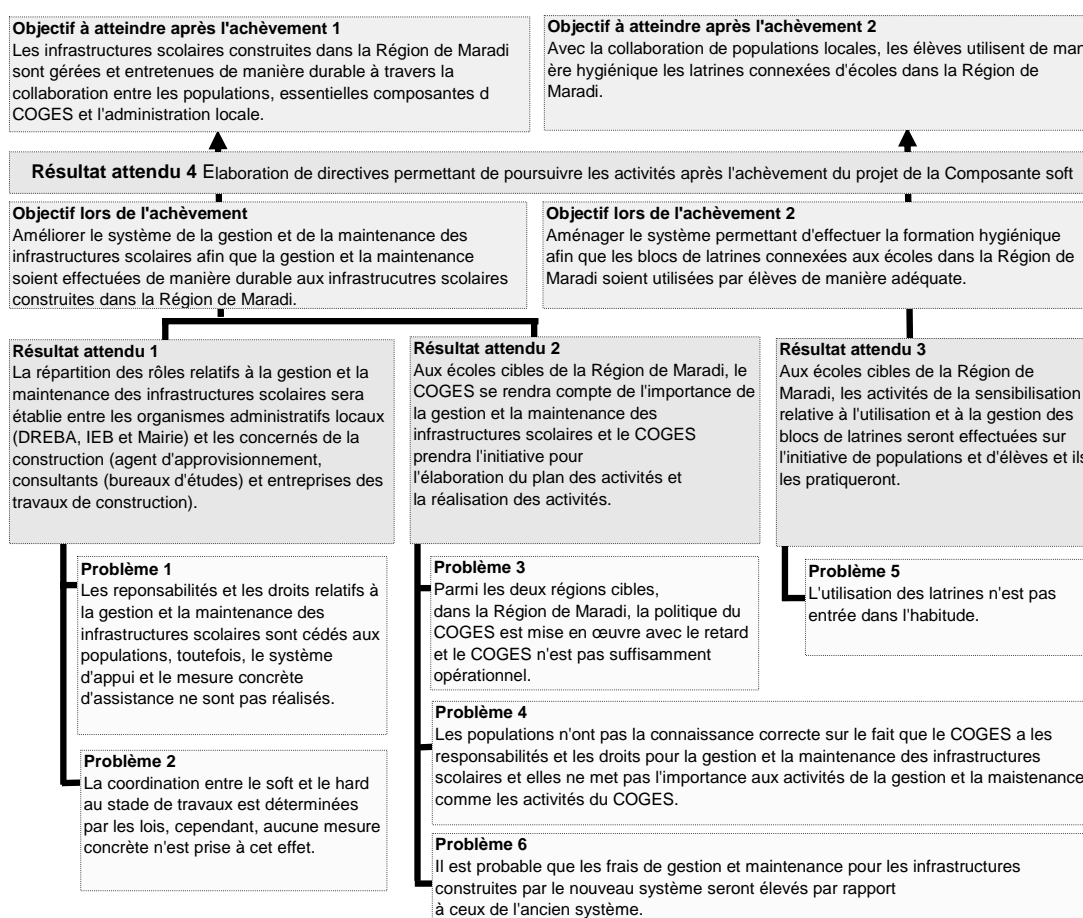 Objectif à atteindre après l'achèvement 1
Les infrastructures scolaires construites dans la Région de Maradi
sont gérées et entretenues de manière durable à travers la
collaboration entre les populations, essentielles composantes d
COGES et l'administration locale.
Objectif à atteindre après l'achèvement 2
Avec la collaboration de populations locales, les élèves utilisent de man
ère hygiénique les latrines connexées d'écoles dans la Région de
Maradi.
Résultat attendu 4 Elaboration de directives permettant de poursuivre les activités après l'achèvement du projet de la Composante soft
Objectif lors de l'achèvement
Améliorer le système de la gestion et de la maintenance des
infrastructures scolaires afin que la gestion et la maintenance
soient effectuées de manière durable aux infrastrucutres scolaires
construites dans la Région de Maradi.
Objectif lors de l'achèvement 2
Aménager le système permettant d'effectuer la formation hygiénique
afin que les blocs de latrines connexées aux écoles dans la Région de
Maradi soient utilisées par élèves de manière adéquate.
Résultat attendu 1
La répartition des rôles relatifs à la gestion et la
maintenance des infrastructures scolaires sera
établie entre les organismes administratifs locaux
(DREBA, IEB et Mairie) et les concernés de la
construction (agent d'approvisionnement,
consultants (bureaux d'études) et entreprises des
travaux de construction).
Résultat attendu 2
Aux écoles cibles de la Région de Maradi, le
COGES se rendra compte de l'importance de
la gestion et la maintenance des
infrastructures scolaires et le COGES
prendra l'initiative pour
l'élaboration du plan des activités et
la réalisation des activités.
Résultat attendu 3
Aux écoles cibles de la Région de
Maradi, les activités de la sensibilisation
relative à l'utilisation et à la gestion des
blocs de latrines seront effectuées sur
l'initiative de populations et d'élèves et ils
les pratiqueront.
Problème 1
Les reponsabilités et les droits relatifs à
la gestion et la maintenance des
infrastructures scolaires sont cédés aux
populations, toutefois, le système
d'appui et le mesure concrète
d'assistance ne sont pas réalisés.
Problème 2
La coordination entre le soft et le hard
au stade de travaux est déterminées
par les lois, cependant, aucune mesure
concrète n'est prise à cet effet.
Problème 3
Parmi les deux régions cibles,
dans la Région de Maradi, la politique du
COGES est mise en œuvre avec le retard
et le COGES n'est pas suffisamment
opérationnel.
Problème 5
L'utilisation des latrines n'est pas
entrée dans l'habitude.
Problème 4
Les populations n'ont pas la connaissance correcte sur le fait que le COGES a les
responsabilités et les droits pour la gestion et la maintenance des infrastructures
scolaires et elles ne met pas l'importance aux activités de la gestion et la maistenance
comme les activités du COGES.
Problème 6
Il est probable que les frais de gestion et maintenance pour les infrastructures
construites par le nouveau système seront élevés par rapport
à ceux de l'ancien système.